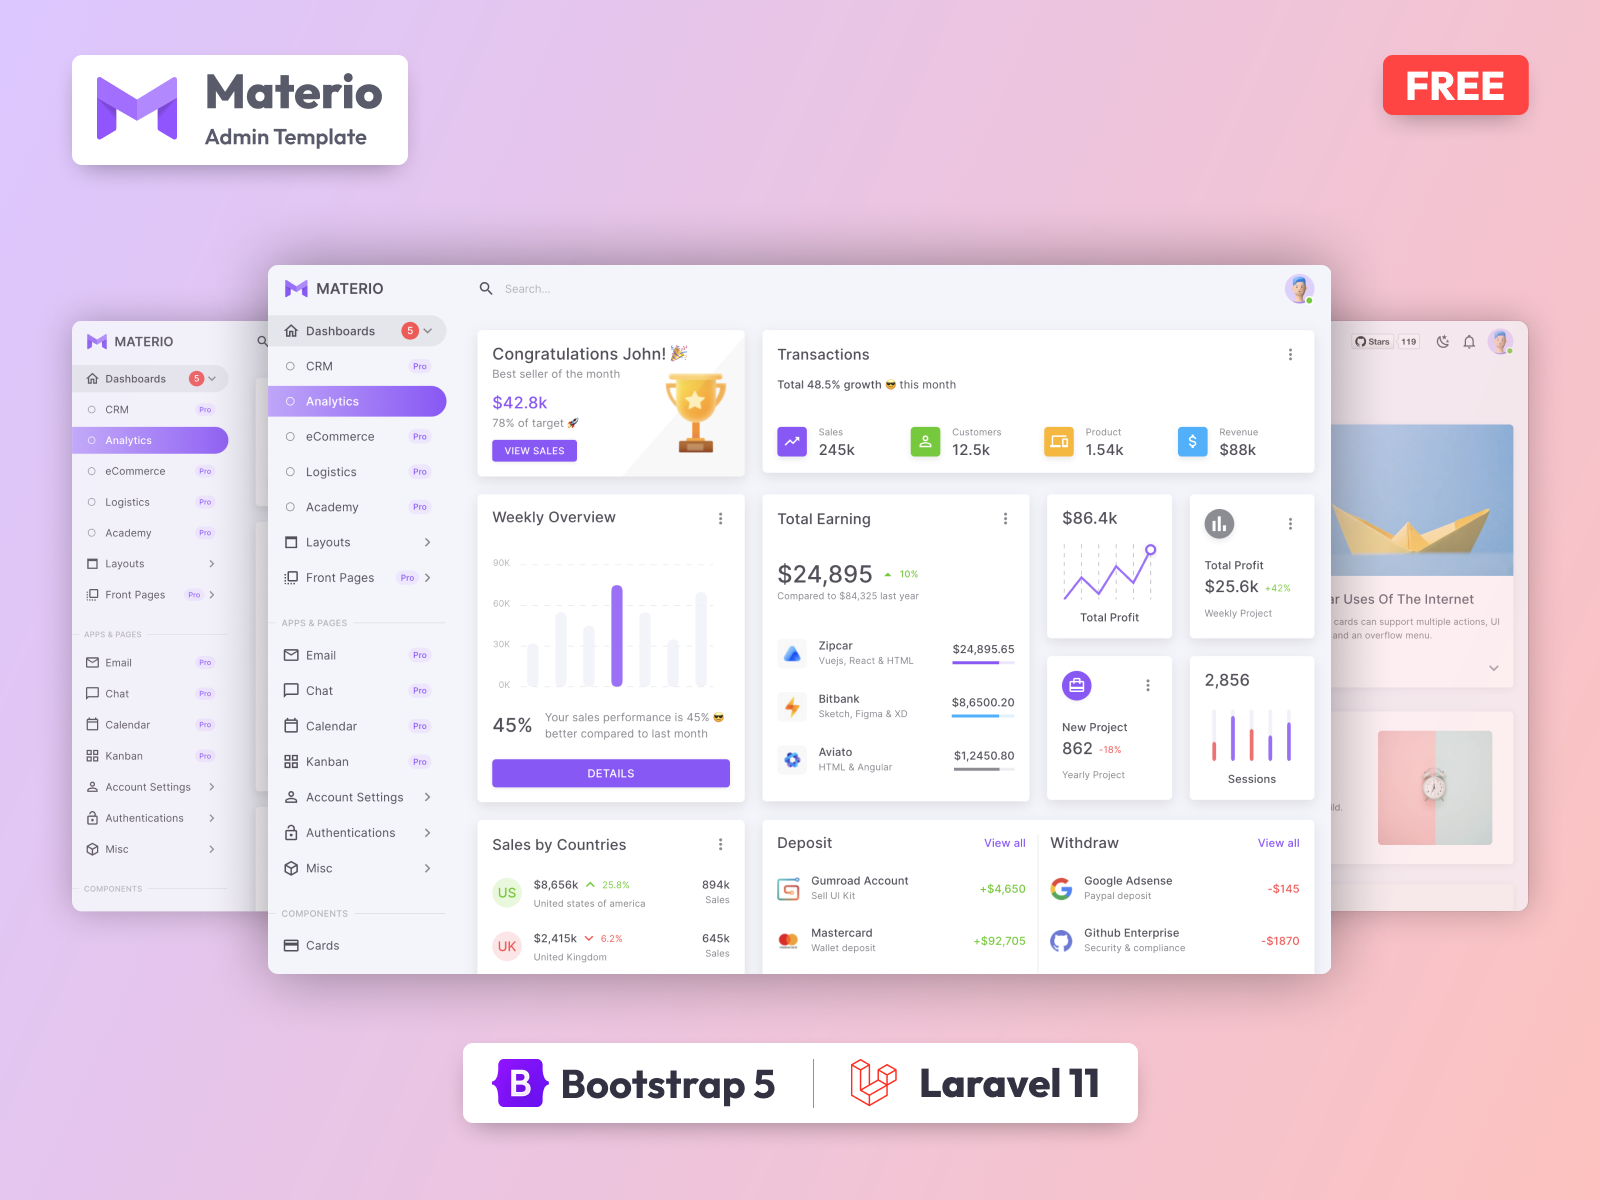 Materio
Admin Template
FREE
MATERIO
Search...
Dashboards 5
CRM Pro
Analytics
eCommerce Pro
Logistics Pro
Academy Pro
Layouts
Front Pages Pro
APPS & PAGES
Email Pro
Chat Pro
Calendar Pro
Kanban Pro
Account Settings
Authentications
Misc
COMPONENTS
Cards
Congratulations John! 🎉
Best seller of the month
$42.8k
78% of target 🚀
VIEW SALES
Transactions
Total 48.5% growth 😎 this month
Sales
245k
Customers
12.5k
Product
1.54k
Revenue
$88k
Weekly Overview
90K
60K
30K
0K
45%
Your sales performance is 45% 😎
better compared to last month
DETAILS
Total Earning
$24,895 10%
Compared to $84,325 last year
Zipcar
Vuejs, React & HTML
$24,895.65
Bitbank
Sketch, Figma & XD
$8,6500.20
Aviato
HTML & Angular
$1,2450.80
$86.4k
Total Profit
Total Profit
$25.6k +42%
Weekly Project
New Project
862 -18%
Yearly Project
2,856
Sessions
Sales by Countries
US
$8,656k 25.8%
United states of america
894k
Sales
UK
$2,415k 6.2%
United Kingdom
645k
Sales
Deposit View all
Gumroad Account
Sell UI Kit
+$4,650
Mastercard
Wallet deposit
+$92,705
Withdraw View all
Google Adsense
Paypal deposit
-$145
Github Enterprise
Security & compliance
-$1870
MATERIO
Dashboards 5
CRM Pro
Analytics
eCommerce Pro
Logistics Pro
Academy Pro
Layouts
Front Pages Pro
APPS & PAGES
Email Pro
Chat Pro
Calendar Pro
Kanban Pro
Account Settings
Authentications
Misc
COMPONENTS
Stars 119
Uses Of The Internet
cards can support multiple actions, UI
and an overflow menu.
B Bootstrap 5
Laravel 11